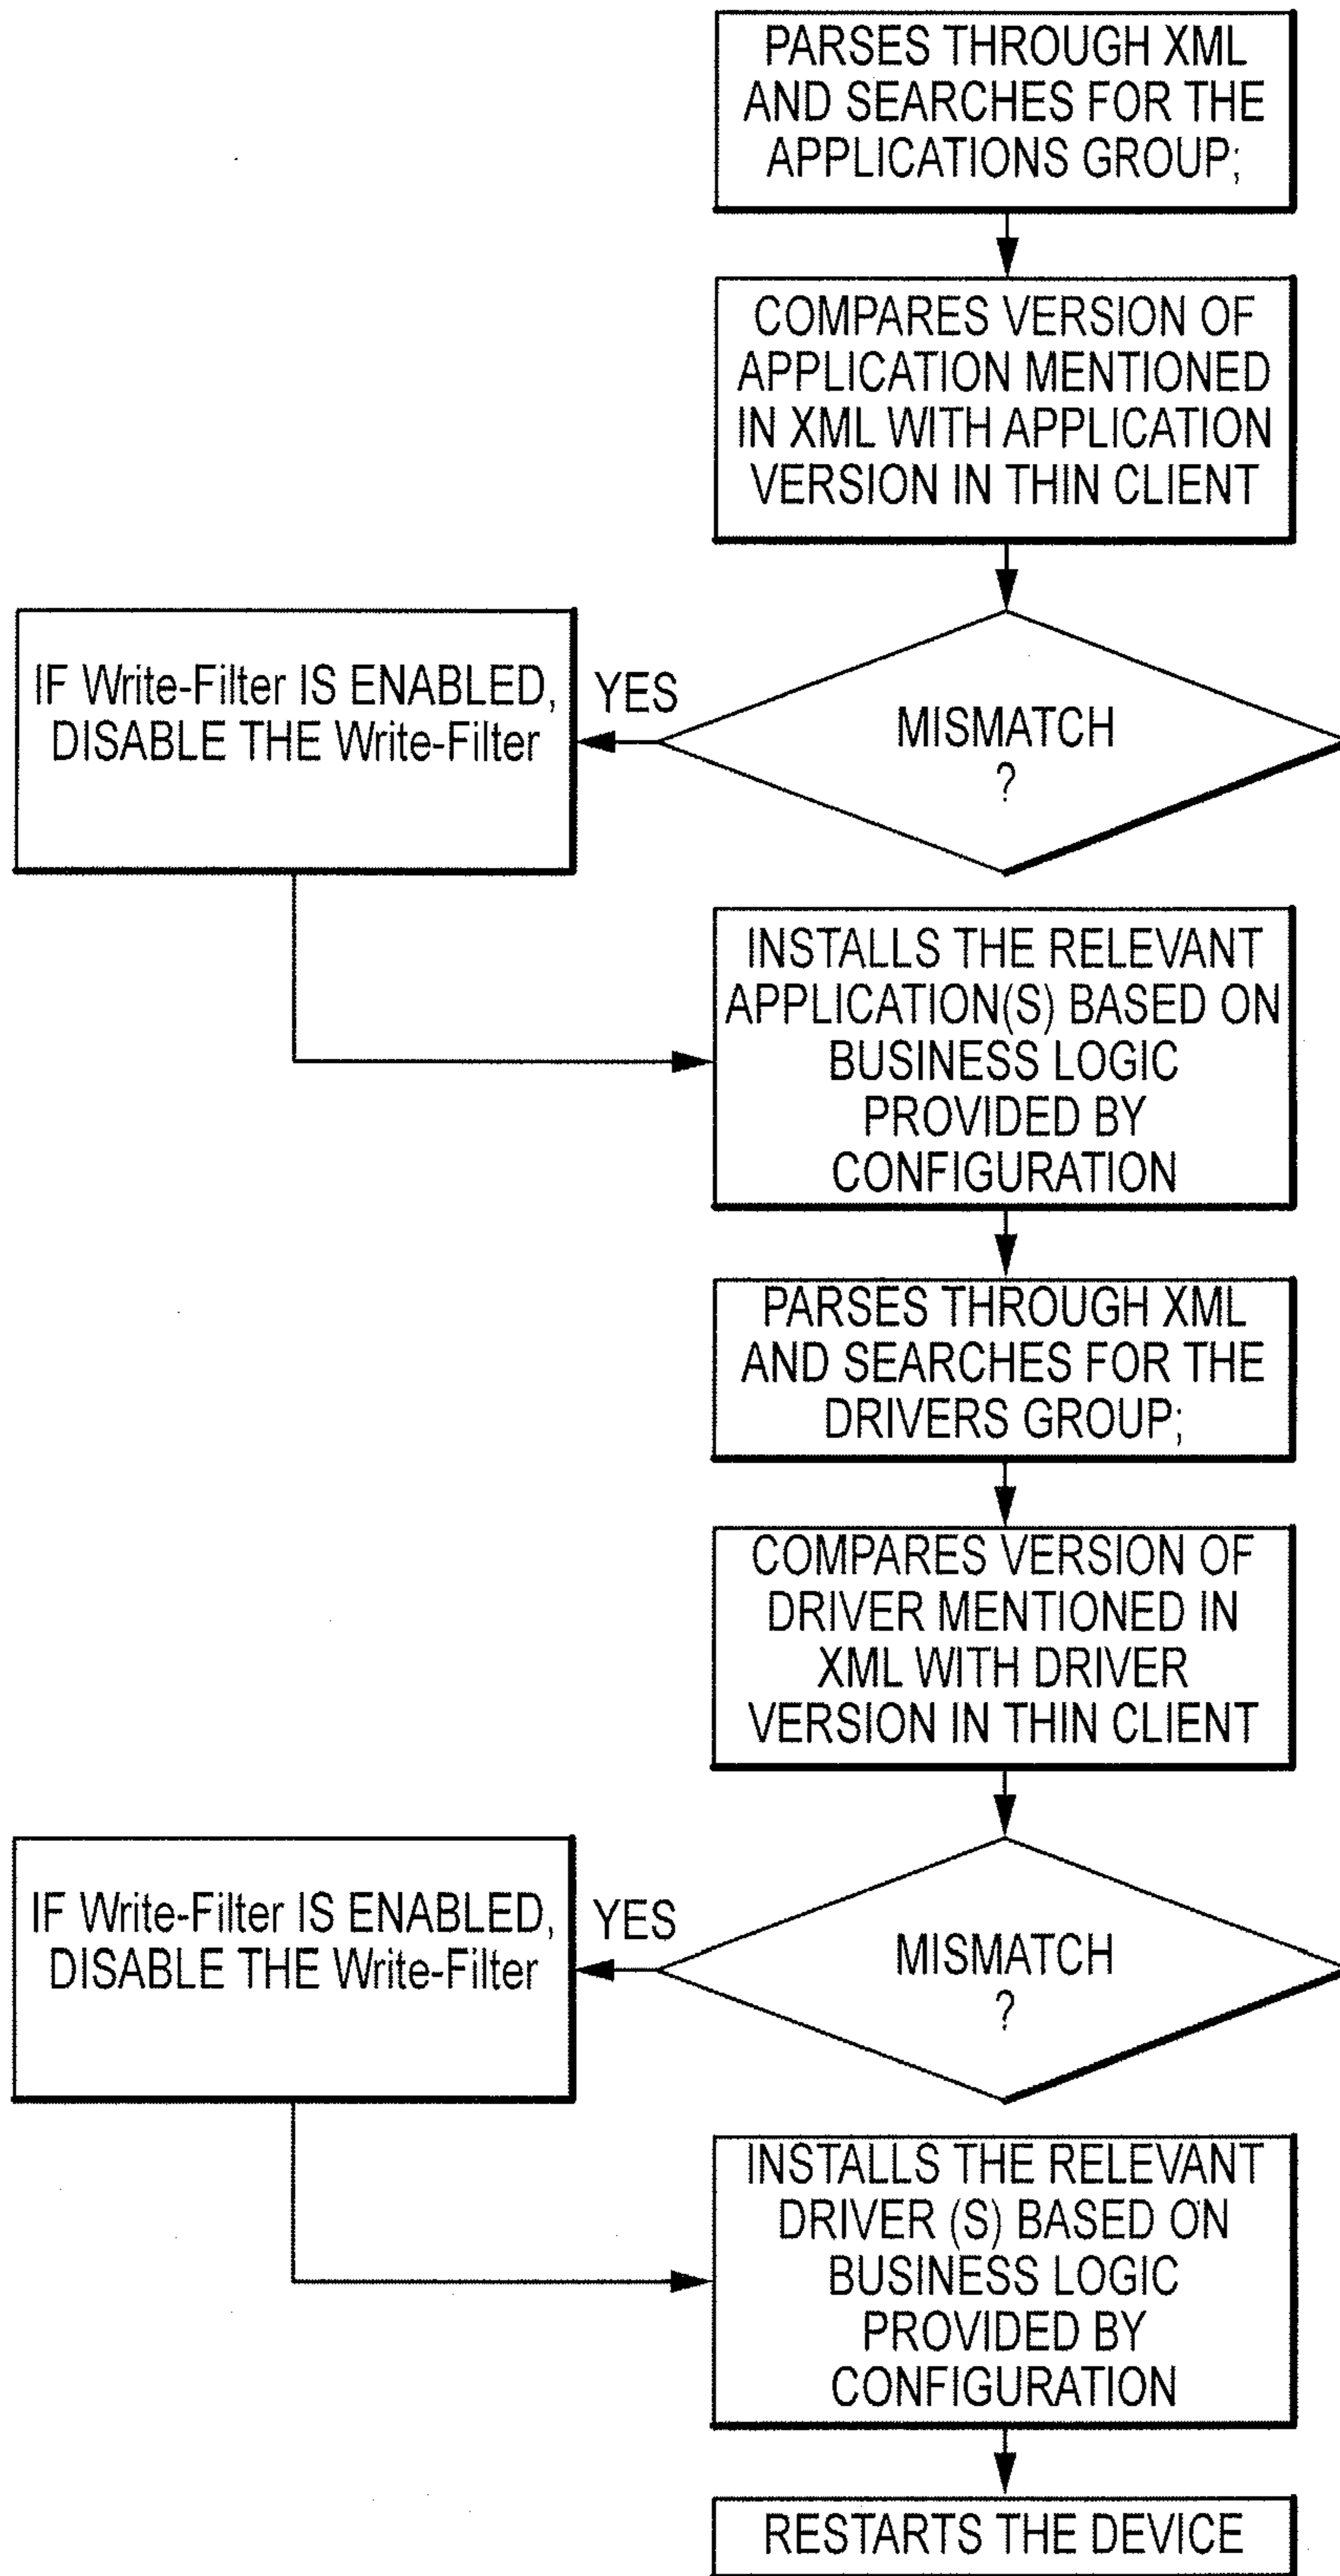 PARSES THROUGH XML
AND SEARCHES FOR THE
APPLICATIONS GROUP;
COMPARES VERSION OF
APPLICATION MENTIONED
IN XML WITH APPLICATION
VERSION IN THIN CLIENT
MISMATCH
?
YES
IF Write-Filter IS ENABLED,
DISABLE THE Write-Filter
INSTALLS THE RELEVANT
APPLICATION(S) BASED ON
BUSINESS LOGIC
PROVIDED BY
CONFIGURATION
PARSES THROUGH XML
AND SEARCHES FOR THE
DRIVERS GROUP;
COMPARES VERSION OF
DRIVER MENTIONED IN
XML WITH DRIVER
VERSION IN THIN CLIENT
MISMATCH
?
YES
IF Write-Filter IS ENABLED,
DISABLE THE Write-Filter
INSTALLS THE RELEVANT
DRIVER (S) BASED ON
BUSINESS LOGIC
PROVIDED BY
CONFIGURATION
RESTARTS THE DEVICE